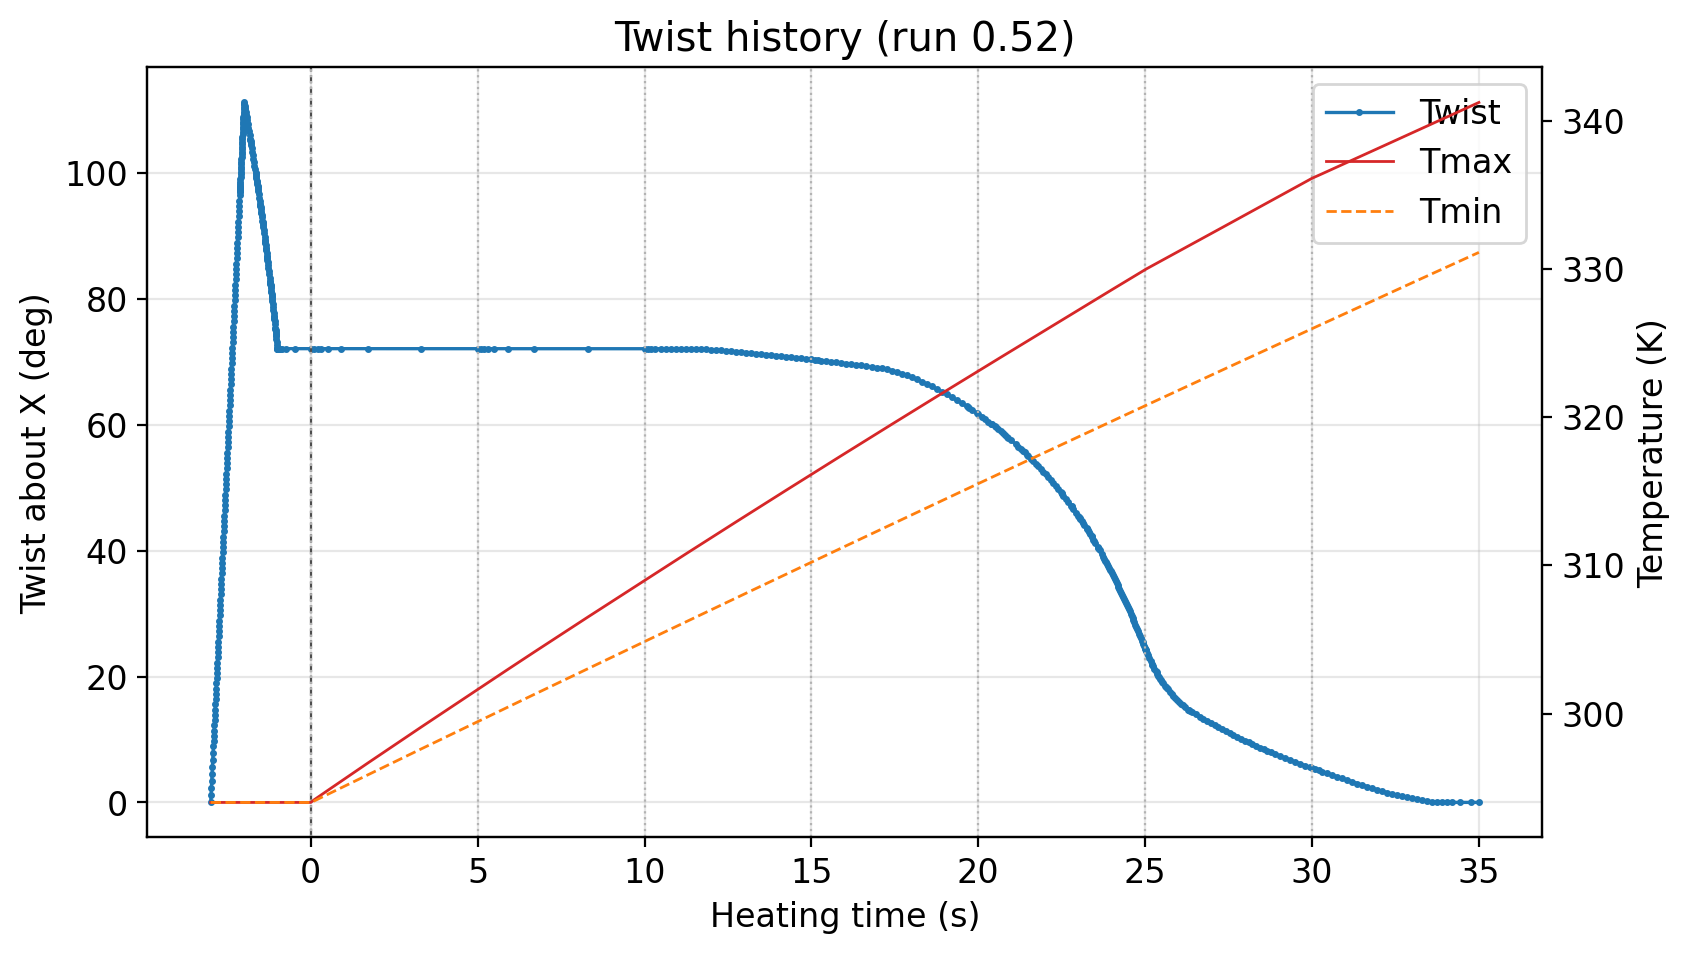 Twist history (run 0.52)
Twist
Tmax
Tmin
Twist about X (deg)
100
80
60
40
20
0
340
330
320
310
300
Temperature (K)
0 5 10 15 20 25 30 35
Heating time (s)